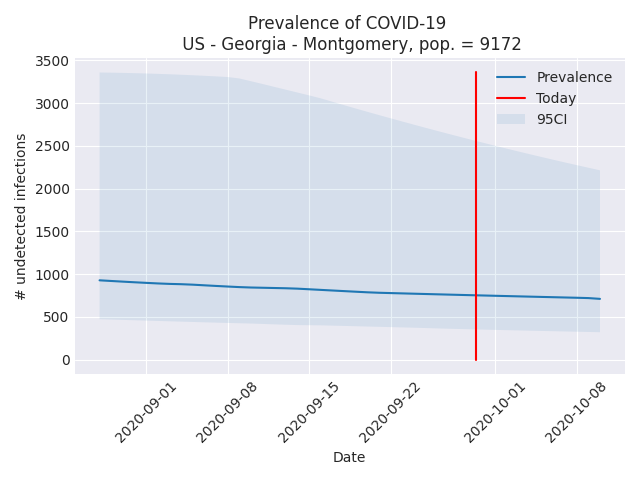 Prevalence of COVID-19
US - Georgia - Montgomery, pop. = 9172
3500
3000
2500
2000
1500
1000
500
0
# undetected infections
Prevalence
Today
95CI
2020-09-01
2020-09-08
2020-09-15
2020-09-22
2020-10-01
2020-10-08
Date